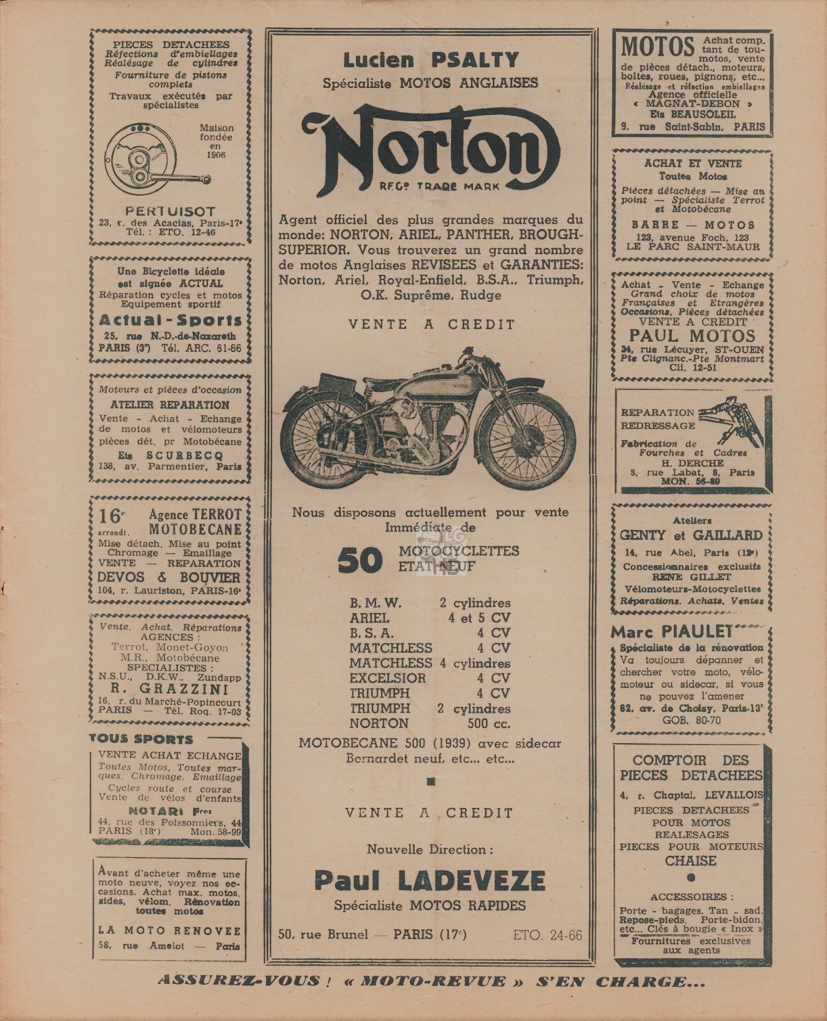 PIECES DETACHEES
Réfections d'embiellages
Réalésage de cylindres
Fourniture de pistons
complets
Travaux exécutés par
spécialistes
Maison
fondée
en
1906
PERTUISOT
23, r. des Acacias, Paris-17e
Tél. : ETO. 12-46
Une Bicyclette idéale
est signée ACTUAL
Réparation cycles et motos
Equipement sportif
Actual-Sports
25, rue N.-D.-de-Nazareth
PARIS (3e) Tél. ARC. 61-66
Moteurs et pièces d'occasion
ATELIER REPARATION
Vente - Achat - Echange
de motos et vélomoteurs
pièces dét. pr Motobécane
Ets SCURBECQ
138, av. Parmentier, Paris
16e arrondt. Agence TERROT
MOTOBECANE
Mise détach. Mise au point
Chromage — Emaillage
VENTE — REPARATION
DEVOS & BOUVIER
104, r. Lauriston, PARIS-16e
Vente. Achat. Réparations
AGENCES :
Terrot, Monet-Goyon
M.R., Motobécane
SPECIALISTES :
N.S.U., D.K.W., Zundapp
R. GRAZZINI
16, r. du Marché-Popincourt
PARIS — Tél. Roq. 17-03
TOUS SPORTS
VENTE ACHAT ECHANGE
Toutes Motos, Toutes mar-
ques. Chromage. Emaillage
Cycles route et course
Vente de vélos d'enfants
MOTARI Fres
44, rue des Poissonniers, 44
PARIS (18e) Mon. 58-99
Avant d'acheter même une
moto neuve, voyez nos oc-
casions. Achat max. motos,
sides, vélom. Rénovation
toutes motos
LA MOTO RENOVEE
58, rue Amelot — Paris
Lucien PSALTY
Spécialiste MOTOS ANGLAISES
Norton
REGD TRADE MARK
Agent officiel des plus grandes marques du
monde: NORTON, ARIEL, PANTHER, BROUGH-
SUPERIOR. Vous trouverez un grand nombre
de motos Anglaises REVISEES et GARANTIES:
Norton, Ariel, Royal-Enfield, B.S.A., Triumph,
O.K. Suprême, Rudge
VENTE A CREDIT
Nous disposons actuellement pour vente
Immédiate de
50 MOTOCYCLETTES
ETAT NEUF
B. M. W. 2 cylindres
ARIEL 4 et 5 CV
B. S. A. 4 CV
MATCHLESS 4 CV
MATCHLESS 4 cylindres
EXCELSIOR 4 CV
TRIUMPH 4 CV
TRIUMPH 2 cylindres
NORTON 500 cc.
MOTOBECANE 500 (1939) avec sidecar
Bernardet neuf, etc... etc...
VENTE A CREDIT
Nouvelle Direction :
Paul LADEVEZE
Spécialiste MOTOS RAPIDES
50, rue Brunel — PARIS (17e) ETO. 24-66
MOTOS Achat comp.
tant de tou-
motos, vente
de pièces détach., moteurs,
boîtes, roues, pignons, etc...
Réalésage et réfection embiellages
Agence officielle
« MAGNAT-DEBON »
Ets BEAUSOLEIL
9, rue Saint-Sabin, PARIS
ACHAT ET VENTE
Toutes Motos
Pièces détachées — Mise au
point — Spécialiste Terrot
et Motobécane
BARRE — MOTOS
123, avenue Foch, 123
LE PARC SAINT-MAUR
Achat - Vente - Echange
Grand choix de motos
Françaises et Etrangères
Occasions. Pièces détachées
VENTE A CREDIT
PAUL MOTOS
34, rue Lécuyer, ST-OUEN
Pte Clignanc.-Pte Montmart
Cli. 12-51
REPARATION
REDRESSAGE
Fabrication de
Fourches et Cadres
H. DERCHE
8, rue Labat, 8, Paris
MON. 56-89
Ateliers
GENTY et GAILLARD
14, rue Abel, Paris (12e)
Concessionnaires exclusifs
RENE GILLET
Vélomoteurs-Motocyclettes
Réparations. Achats. Ventes
Marc PIAULET
Spécialiste de la rénovation
Va toujours dépanner et
chercher votre moto, vélo-
moteur ou sidecar, si vous
ne pouvez l'amener
62, av. de Choisy, Paris-13e
GOB. 80-70
COMPTOIR DES
PIECES DETACHEES
4, r. Chaptal, LEVALLOIS
PIECES DETACHEES
POUR MOTOS
REALESAGES
PIECES POUR MOTEURS
CHAISE
ACCESSOIRES :
Porte - bagages. Tan - sad.
Repose-pieds. Porte-bidon.
etc... Clés à bougie « Inox »
Fournitures exclusives
aux agents
ASSUREZ-VOUS ! « MOTO-REVUE » S'EN CHARGE...